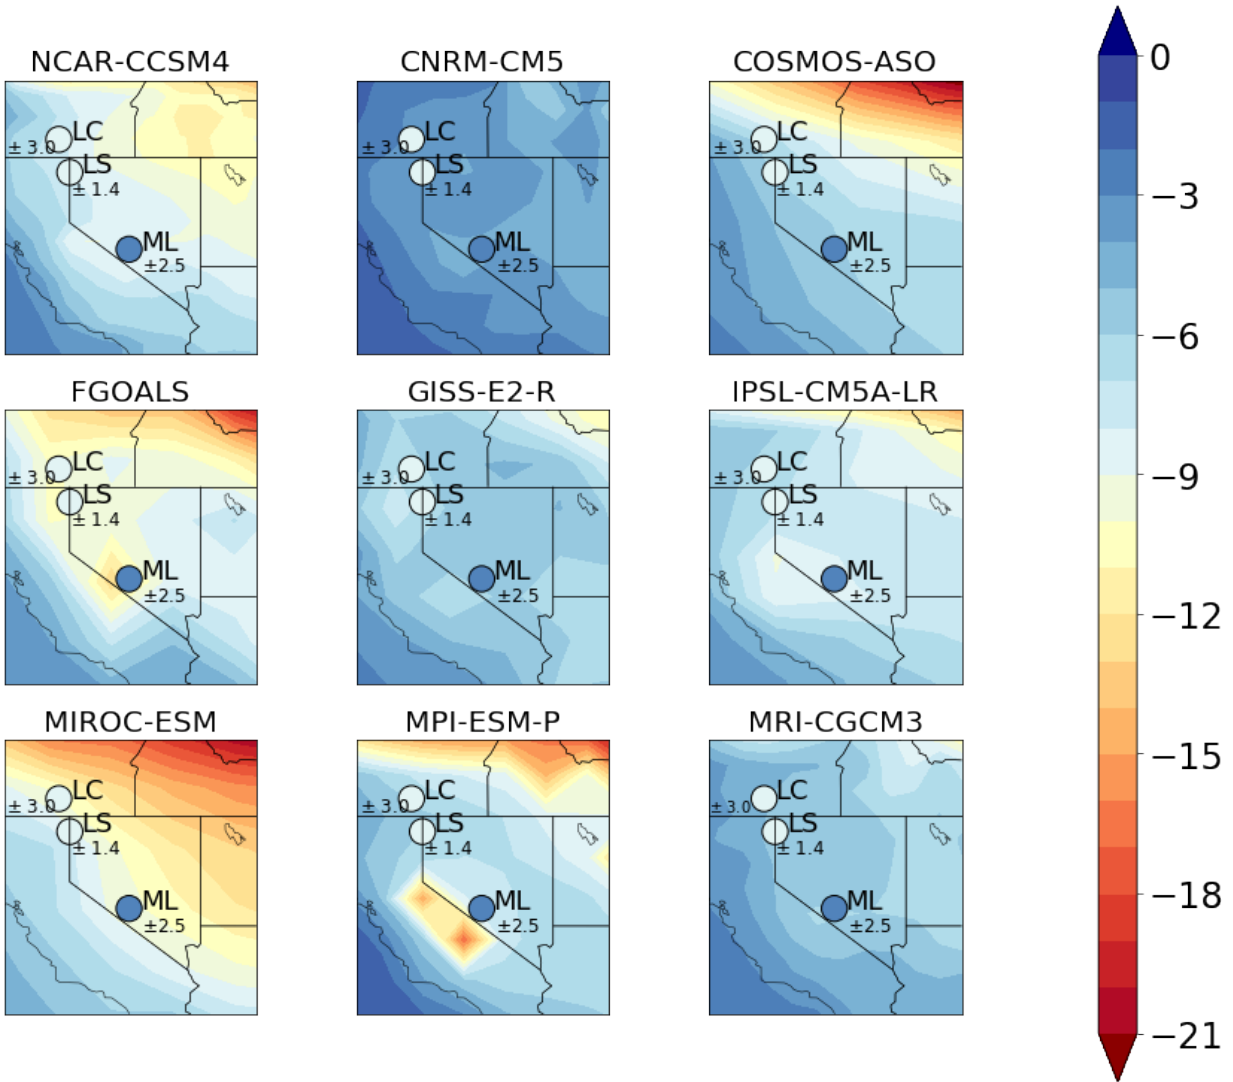 NCAR-CCSM4
CNRM-CM5
COSMOS-ASO
LC
± 3.0
LS
± 1.4
ML
±2.5
LC
± 3.0
LS
± 1.4
ML
±2.5
LC
± 3.0
LS
± 1.4
ML
±2.5
FGOALS
GISS-E2-R
IPSL-CM5A-LR
LC
± 3.0
LS
± 1.4
ML
±2.5
LC
± 3.0
LS
± 1.4
ML
±2.5
LC
± 3.0
LS
± 1.4
ML
±2.5
MIROC-ESM
MPI-ESM-P
MRI-CGCM3
LC
± 3.0
LS
± 1.4
ML
±2.5
LC
± 3.0
LS
± 1.4
ML
±2.5
LC
± 3.0
LS
± 1.4
ML
±2.5
0
−3
−6
−9
−12
−15
−18
−21